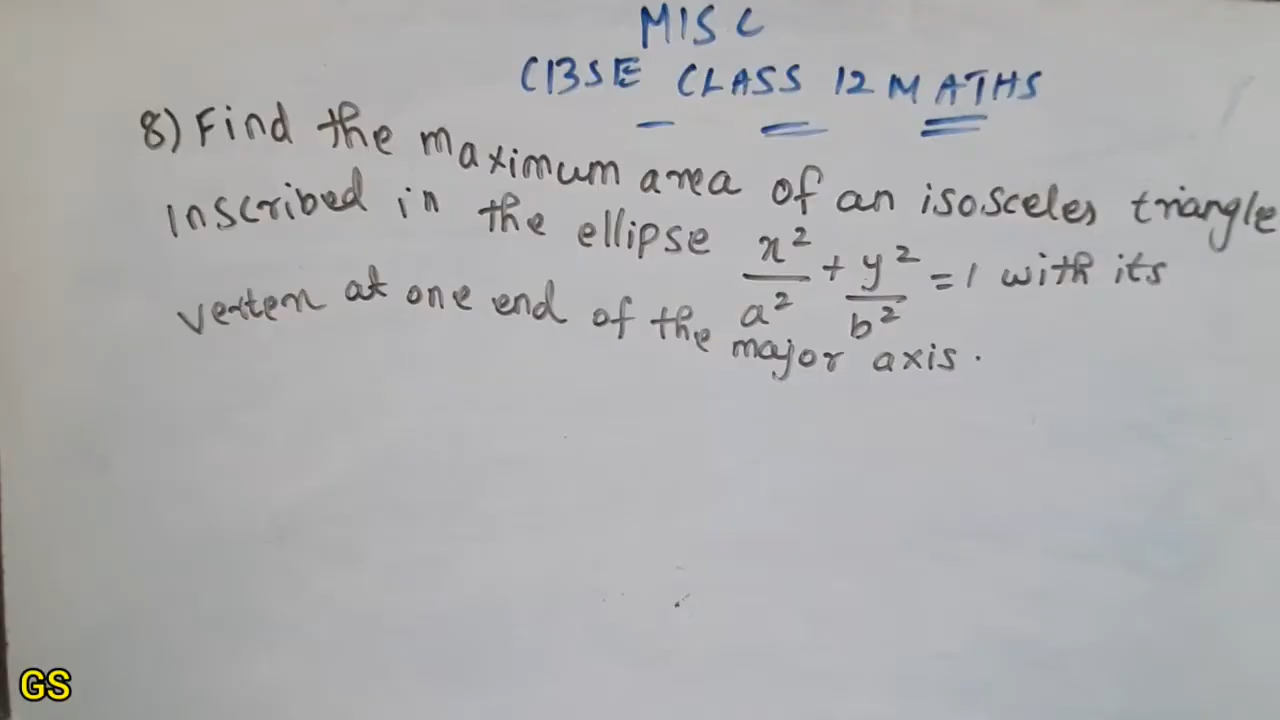 MISC
CBSE CLASS 12 MATHS
8) Find the maximum area of an isosceles triangle
inscribed in the ellipse x²/a² + y²/b² = 1 with its
vertex at one end of the major axis.
GS